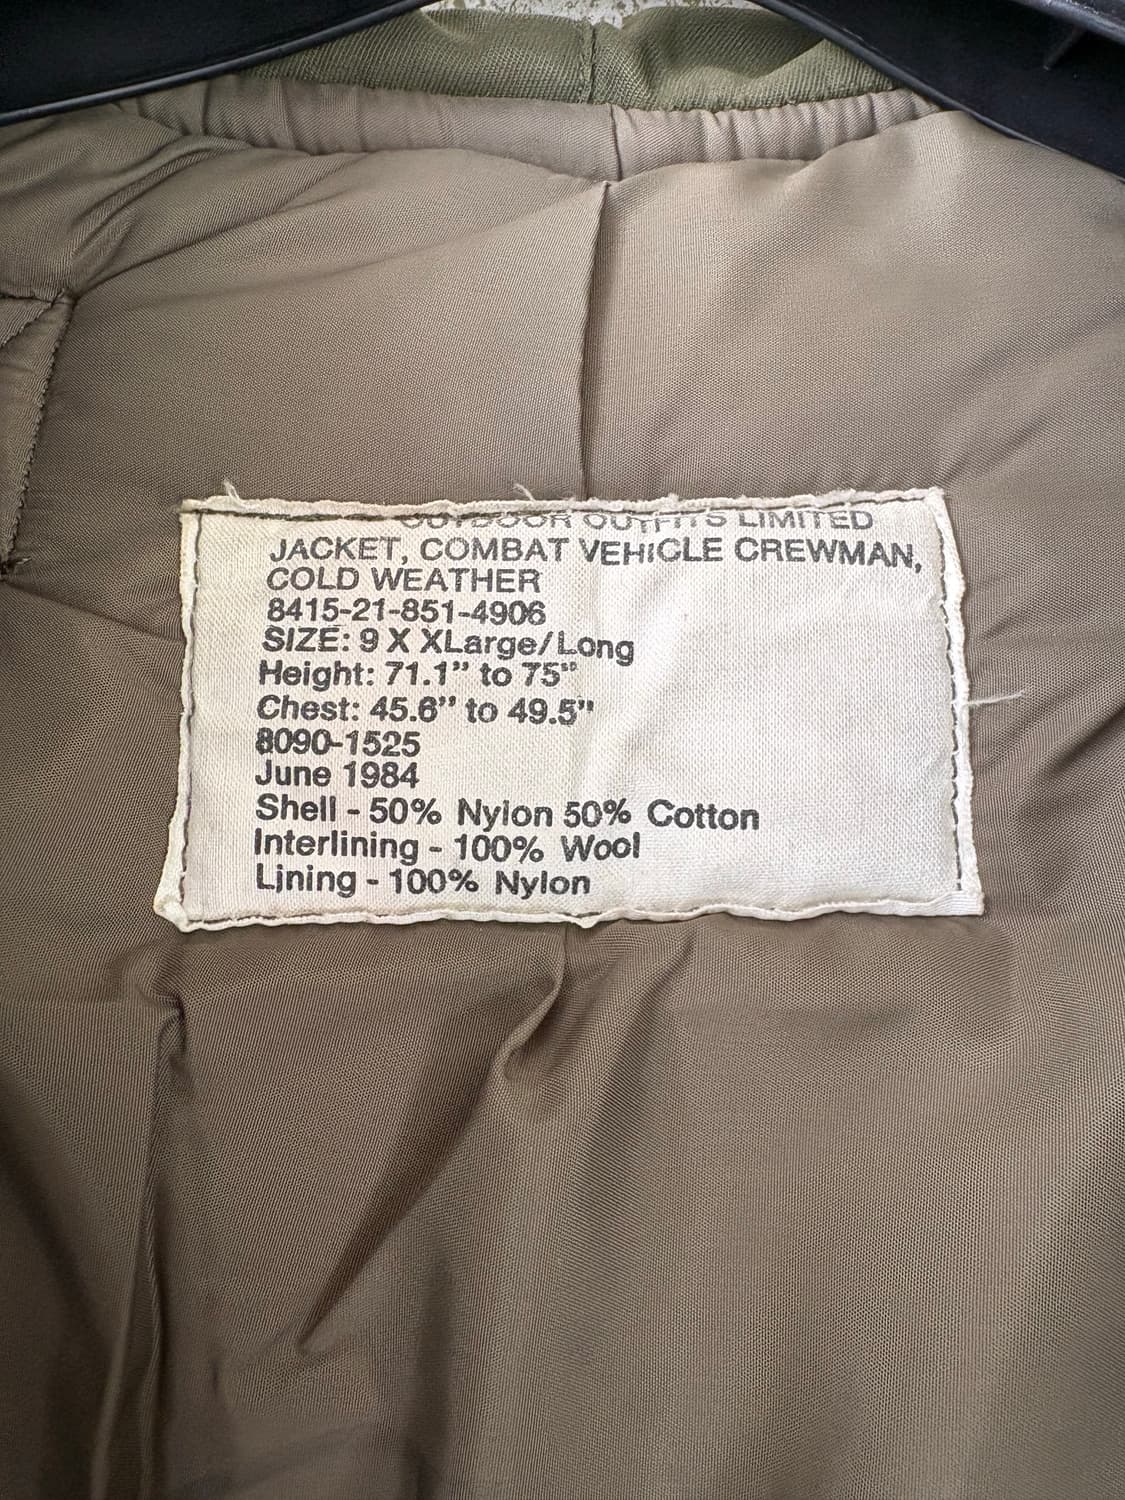 OUTDOOR OUTFITS LIMITED
JACKET, COMBAT VEHICLE CREWMAN,
COLD WEATHER
8415-21-851-4906
SIZE: 9 X XLarge/Long
Height: 71.1" to 75"
Chest: 45.6" to 49.5"
8090-1525
June 1984
Shell - 50% Nylon 50% Cotton
Interlining - 100% Wool
Lining - 100% Nylon